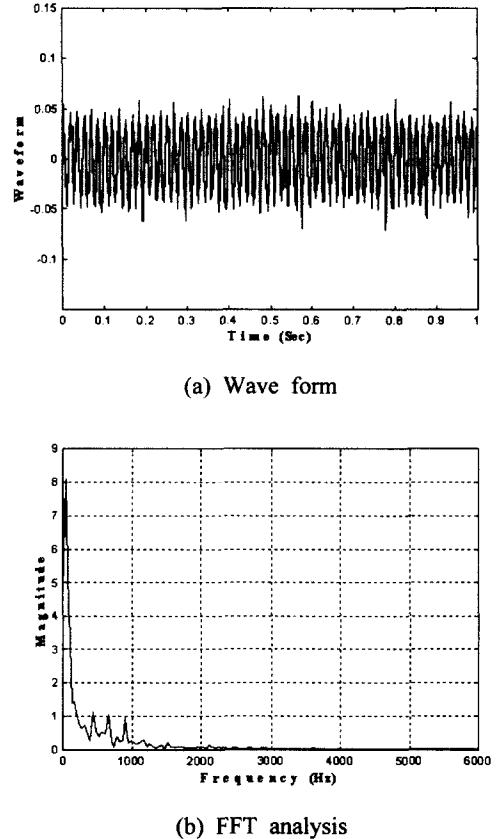 0.15
0.1
0.05
0
-0.05
-0.1
Waveform
0 0.1 0.2 0.3 0.4 0.5 0.6 0.7 0.8 0.9 1
Time (Sec)
(a) Wave form
9
8
7
6
5
4
3
2
1
0
Magnitude
0 1000 2000 3000 4000 5000 6000
Frequency (Hz)
(b) FFT analysis